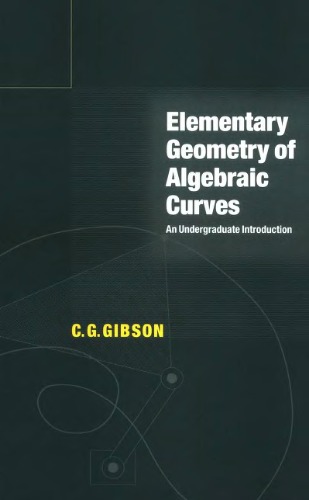 Elementary
Geometry of
Algebraic
Curves
An Undergraduate Introduction
C. G. GIBSON